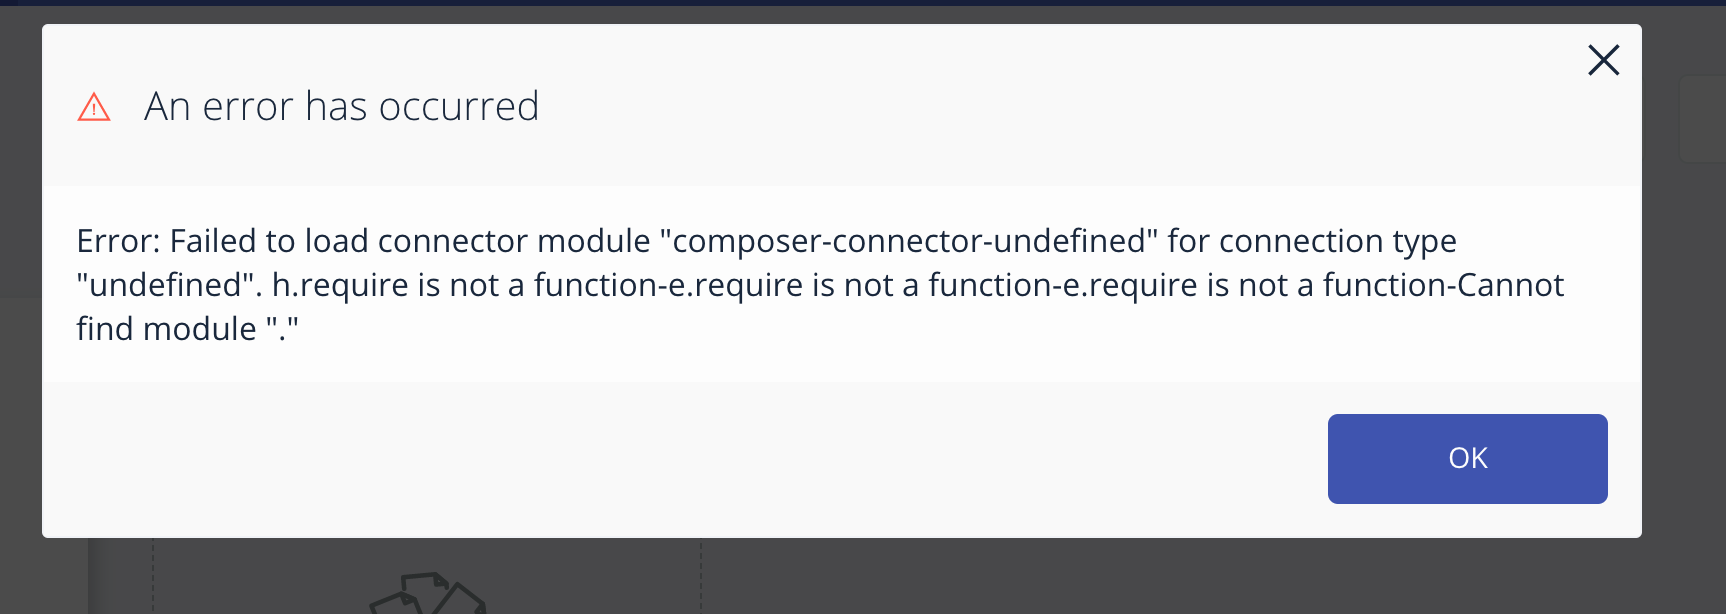 An error has occurred
Error: Failed to load connector module "composer-connector-undefined" for connection type
"undefined". h.require is not a function-e.require is not a function-e.require is not a function-Cannot
find module "."
OK